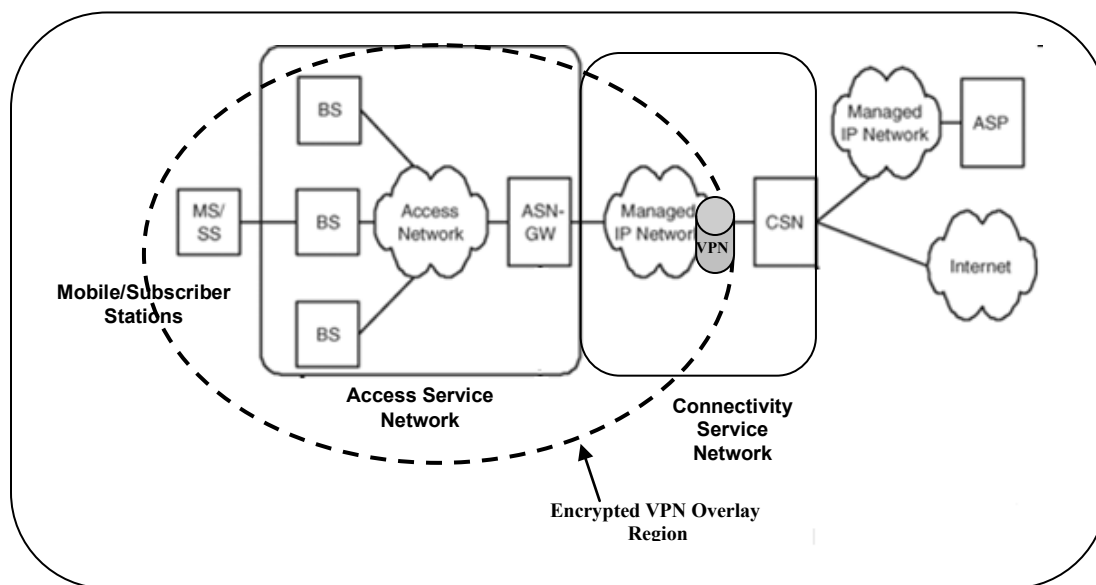 BS
Managed
IP Network
ASP
MS/
SS
BS
Access
Network
ASN-
GW
Managed
IP Network
VPN
CSN
Internet
Mobile/Subscriber
Stations
BS
Access Service
Network
Connectivity
Service
Network
Encrypted VPN Overlay
Region